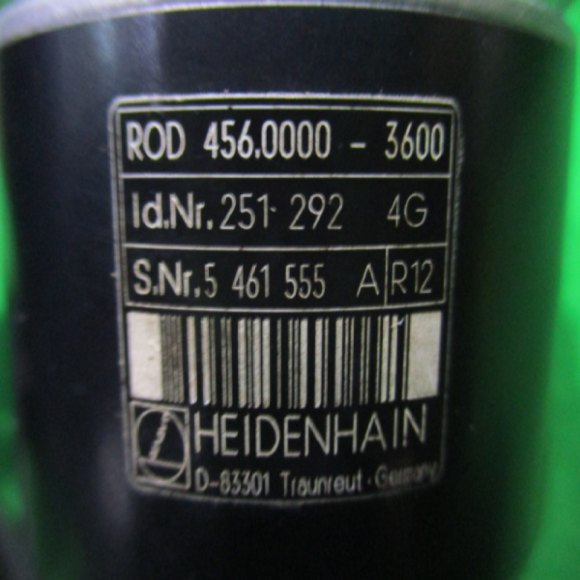 ROD 456.0000 - 3600
Id.Nr. 251 292 4G
S.Nr. 5 461 555 A R12
HEIDENHAIN
D-83301 Traunreut · Germany